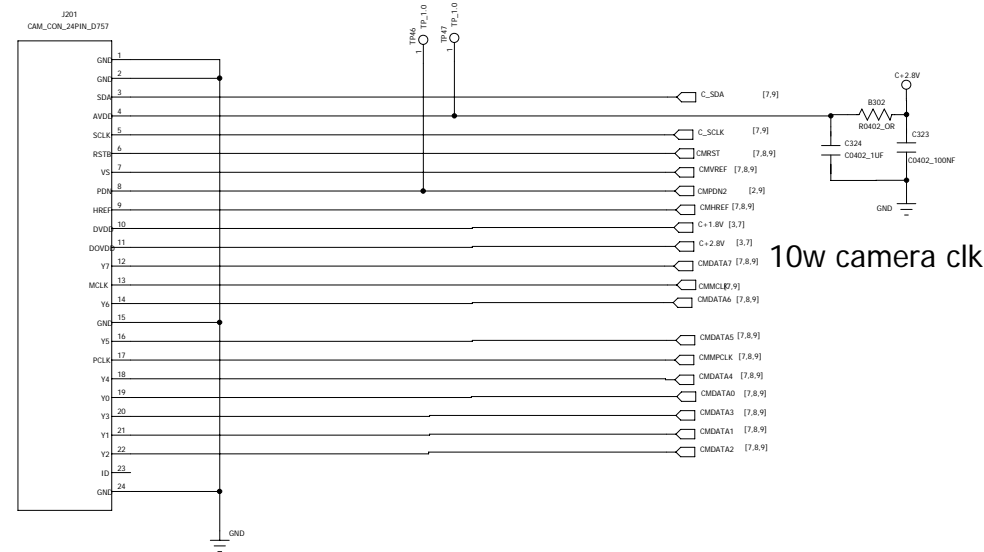 J201
CAM_CON_24PIN_D757
TP46
TP_1.0
1
TP47
TP_1.0
1
GND 1
GND 2
SDA 3
AVDD 4
SCLK 5
RSTB 6
VS 7
PDN 8
HREF 9
DVDD 10
DOVDD 11
Y7 12
MCLK 13
Y6 14
GND 15
Y5 16
PCLK 17
Y4 18
Y0 19
Y3 20
Y1 21
Y2 22
ID 23
GND 24
GND
C_SDA [7,9]
C_SCLK [7,9]
CMRST [7,8,9]
CMVREF [7,8,9]
CMPDN2 [2,9]
CMHREF [7,8,9]
C+1.8V [3,7]
C+2.8V [3,7]
CMDATA7 [7,8,9]
CMMCLK[7,9]
CMDATA6 [7,8,9]
CMDATA5 [7,8,9]
CMMPCLK [7,8,9]
CMDATA4 [7,8,9]
CMDATA0 [7,8,9]
CMDATA3 [7,8,9]
CMDATA1 [7,8,9]
CMDATA2 [7,8,9]
C+2.8V
B302
R0402_OR
C324
C0402_1UF
C323
C0402_100NF
GND
10w camera clk